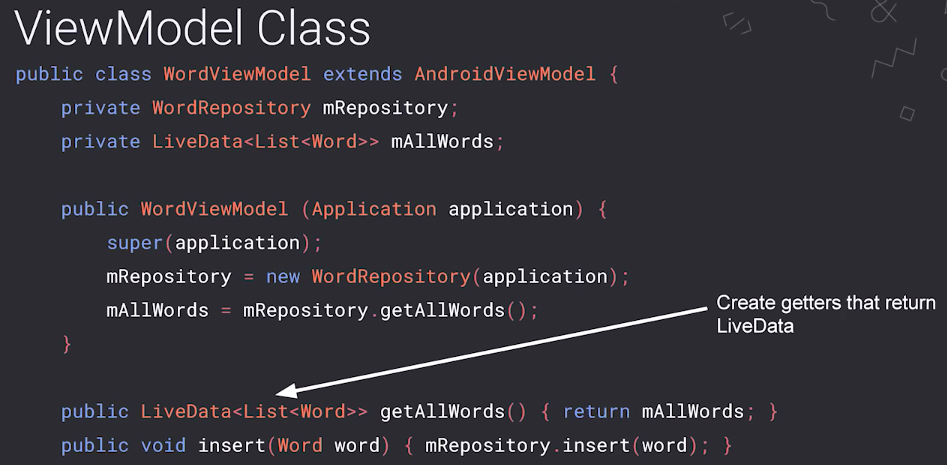 ViewModel Class
public class WordViewModel extends AndroidViewModel {
private WordRepository mRepository;
private LiveData<List<Word>> mAllWords;
public WordViewModel (Application application) {
super(application);
mRepository = new WordRepository(application);
mAllWords = mRepository.getAllWords();
}
Create getters that return
LiveData
public LiveData<List<Word>> getAllWords() { return mAllWords; }
public void insert(Word word) { mRepository.insert(word); }